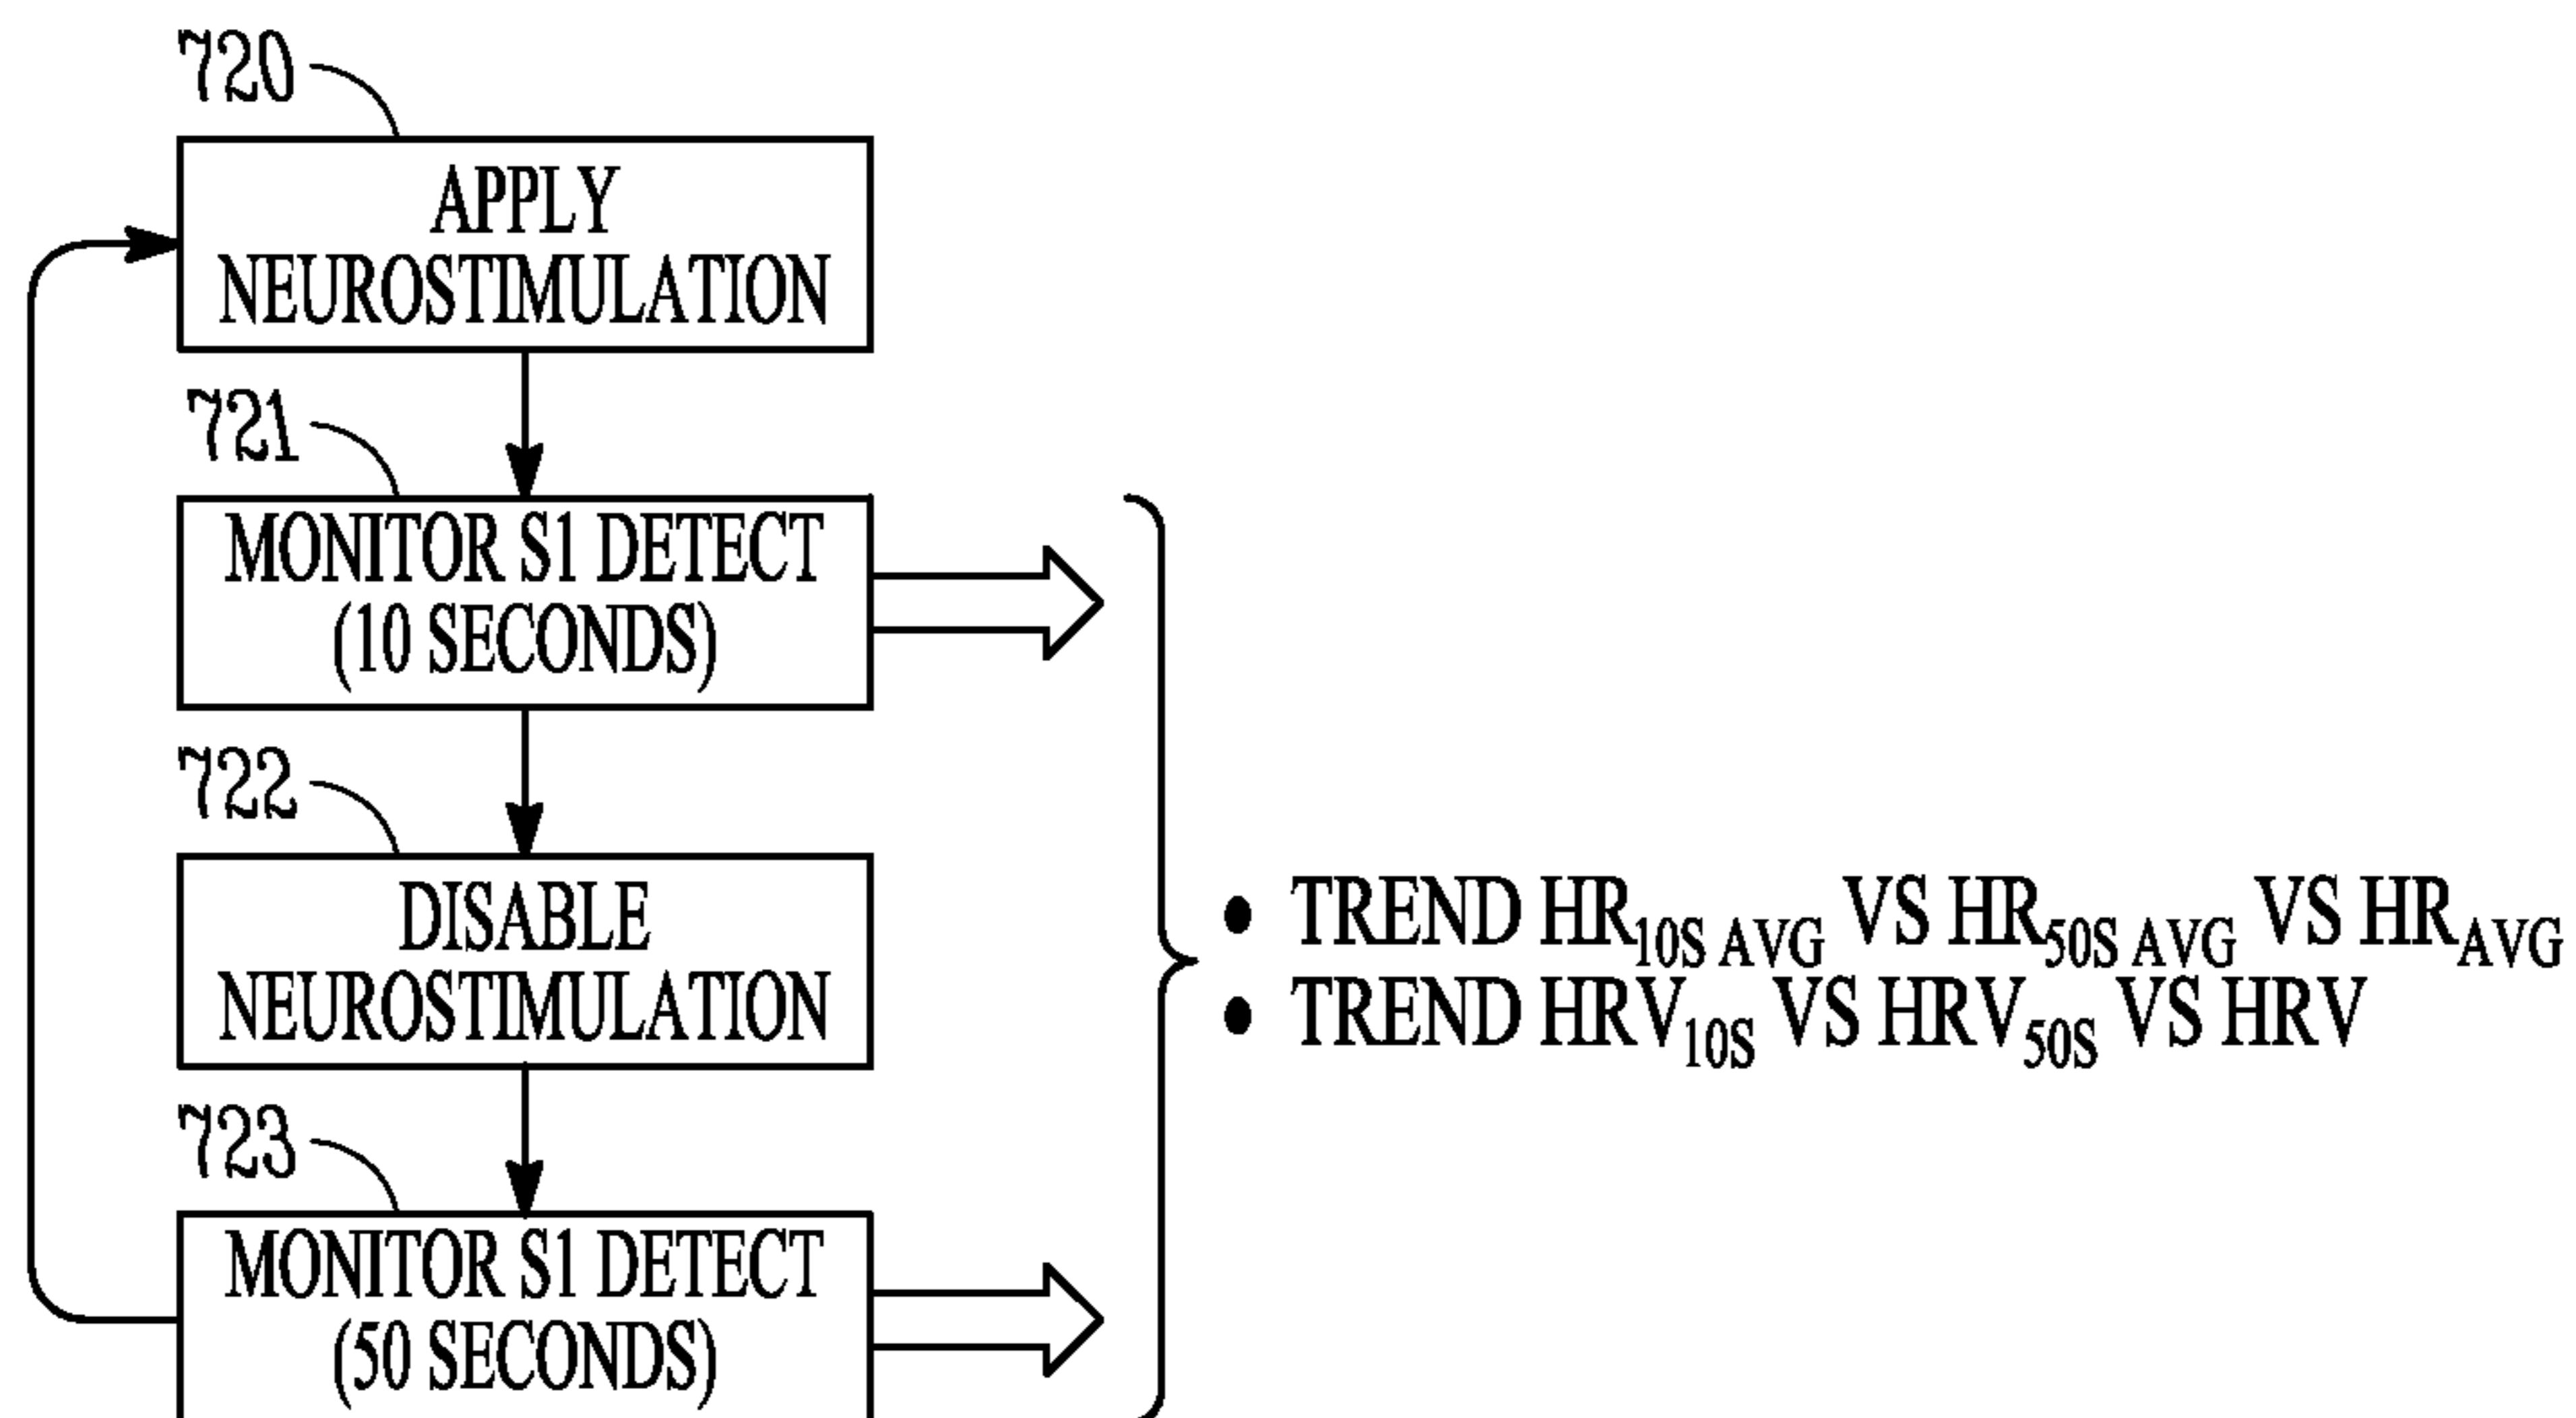 720
APPLY
NEUROSTIMULATION
721
MONITOR S1 DETECT
(10 SECONDS)
722
DISABLE
NEUROSTIMULATION
723
MONITOR S1 DETECT
(50 SECONDS)
• TREND HR10S AVG VS HR50S AVG VS HRAVG
• TREND HRV10S VS HRV50S VS HRV